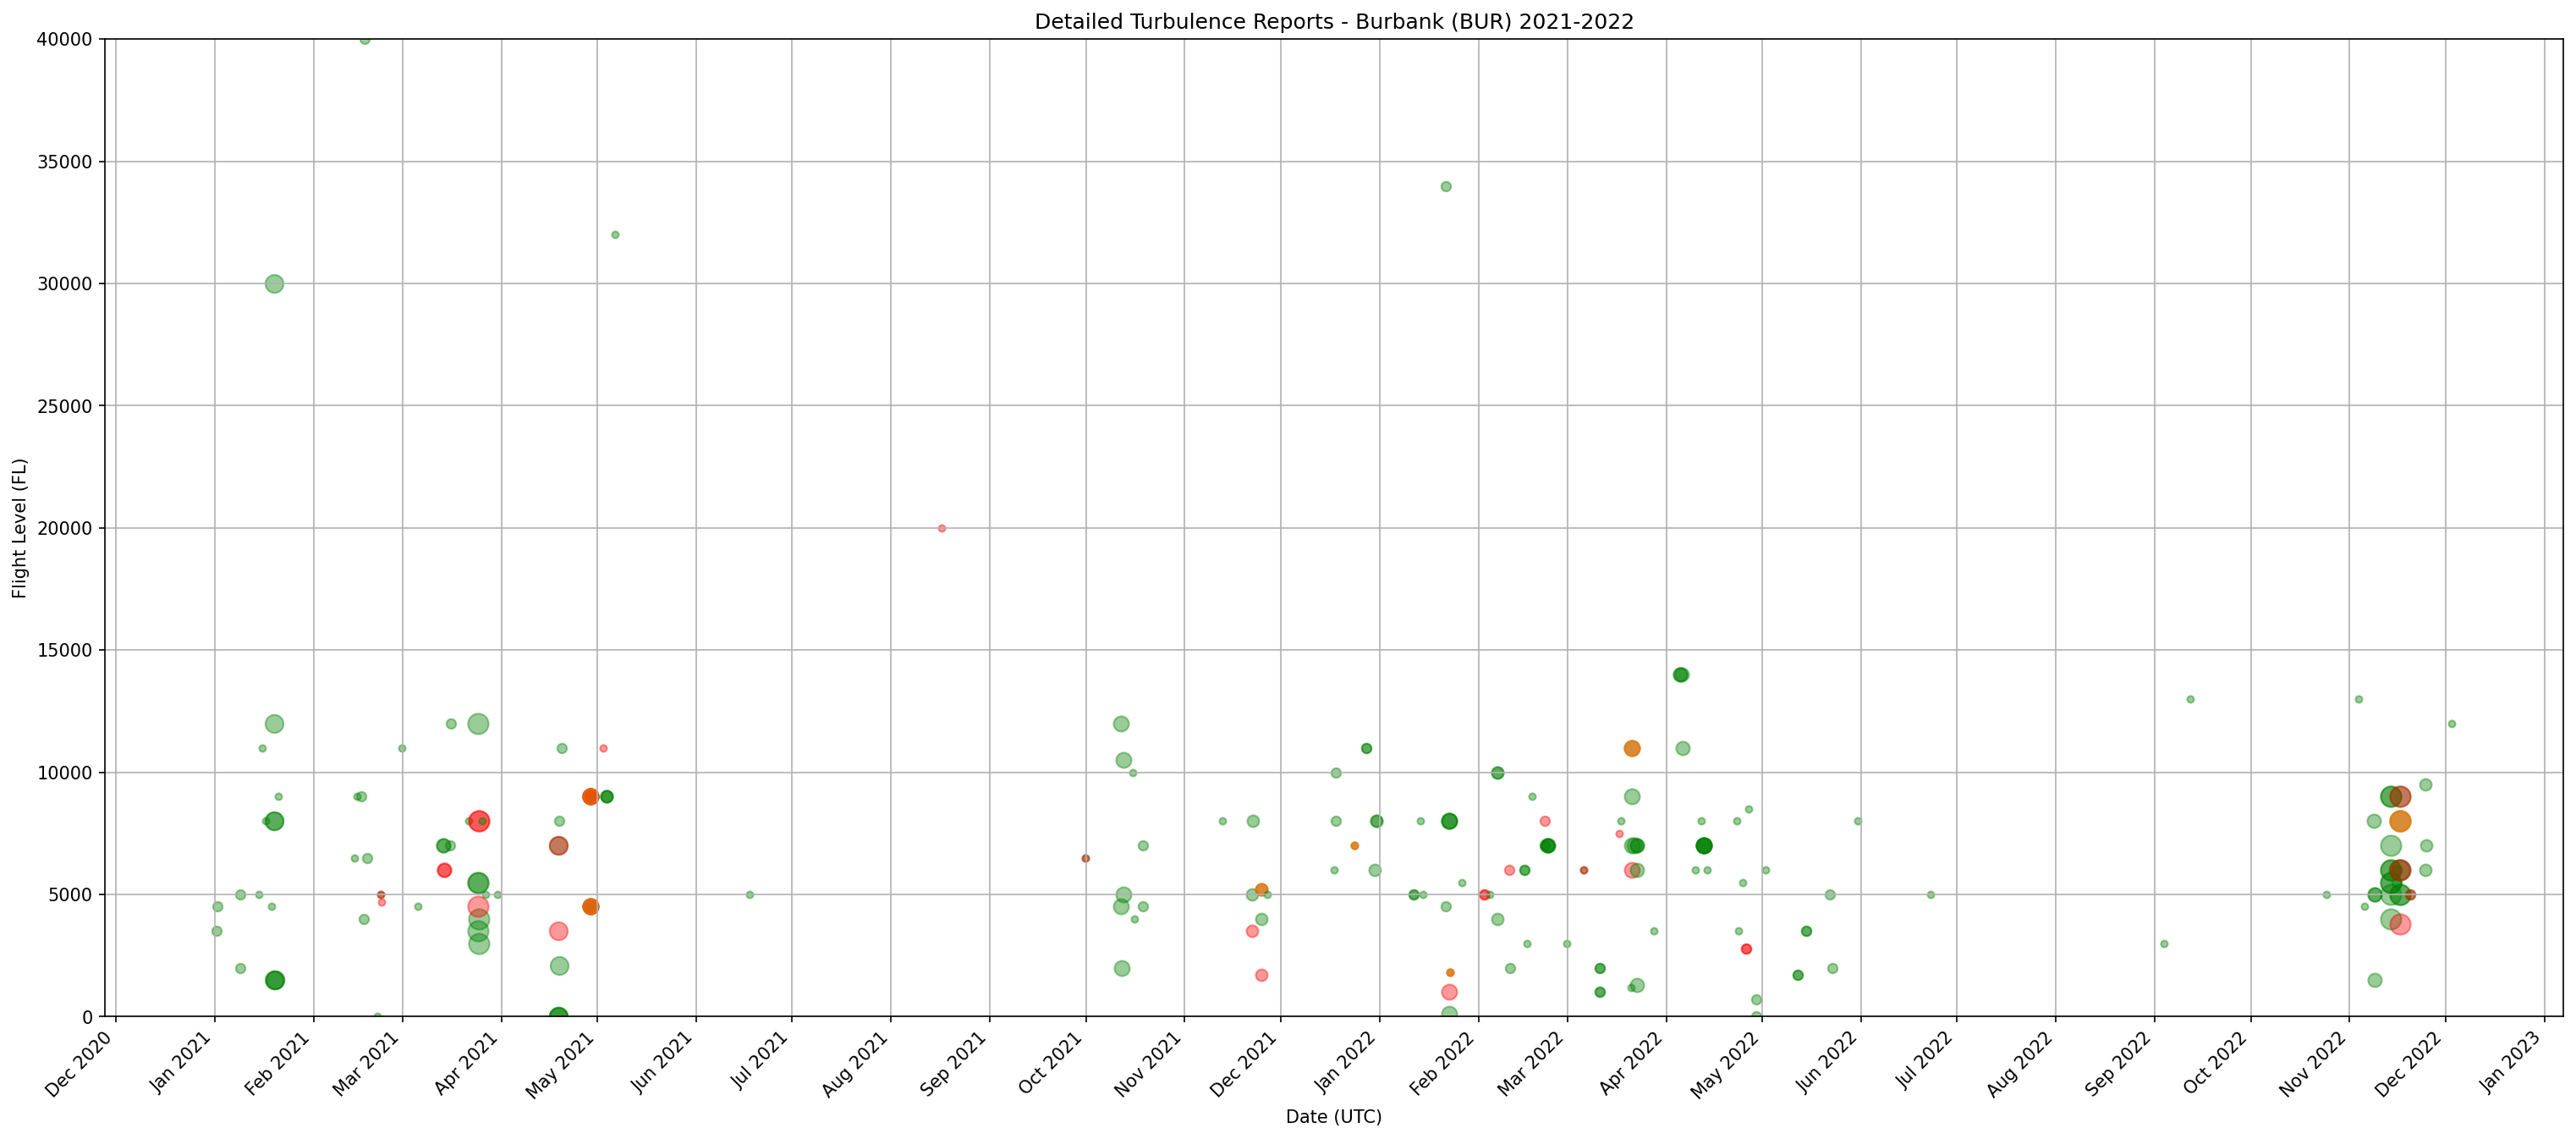 Detailed Turbulence Reports - Burbank (BUR) 2021-2022
40000
35000
30000
25000
20000
15000
10000
5000
0
Flight Level (FL)
Dec 2020
Jan 2021
Feb 2021
Mar 2021
Apr 2021
May 2021
Jun 2021
Jul 2021
Aug 2021
Sep 2021
Oct 2021
Nov 2021
Dec 2021
Jan 2022
Feb 2022
Mar 2022
Apr 2022
May 2022
Jun 2022
Jul 2022
Aug 2022
Sep 2022
Oct 2022
Nov 2022
Dec 2022
Jan 2023
Date (UTC)